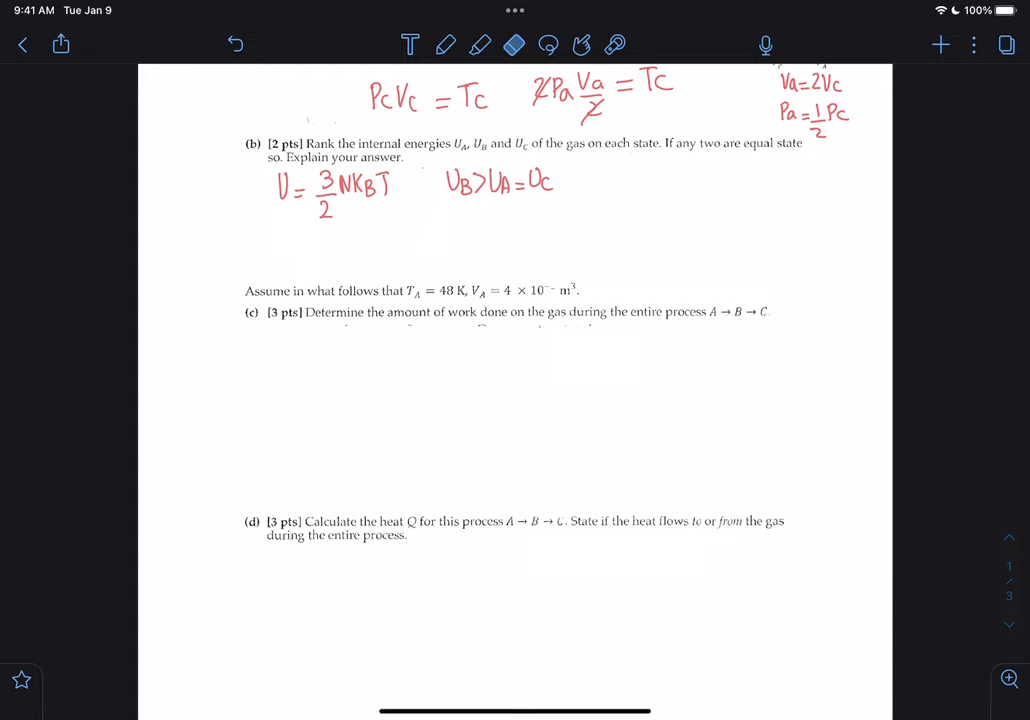 9:41 AM Tue Jan 9
100%
PcVc = Tc
2Pa Va/2 = Tc
Va=2Vc
Pa = 1/2 Pc
(b) [2 pts] Rank the internal energies U_A, U_B and U_C of the gas on each state. If any two are equal state
so. Explain your answer.
U = 3/2 NKBT
UB>UA=UC
Assume in what follows that T_A = 48 K, V_A = 4 × 10 m³.
(c) [3 pts] Determine the amount of work done on the gas during the entire process A → B → C.
(d) [3 pts] Calculate the heat Q for this process A → B → C. State if the heat flows to or from the gas
during the entire process.
1
/
3